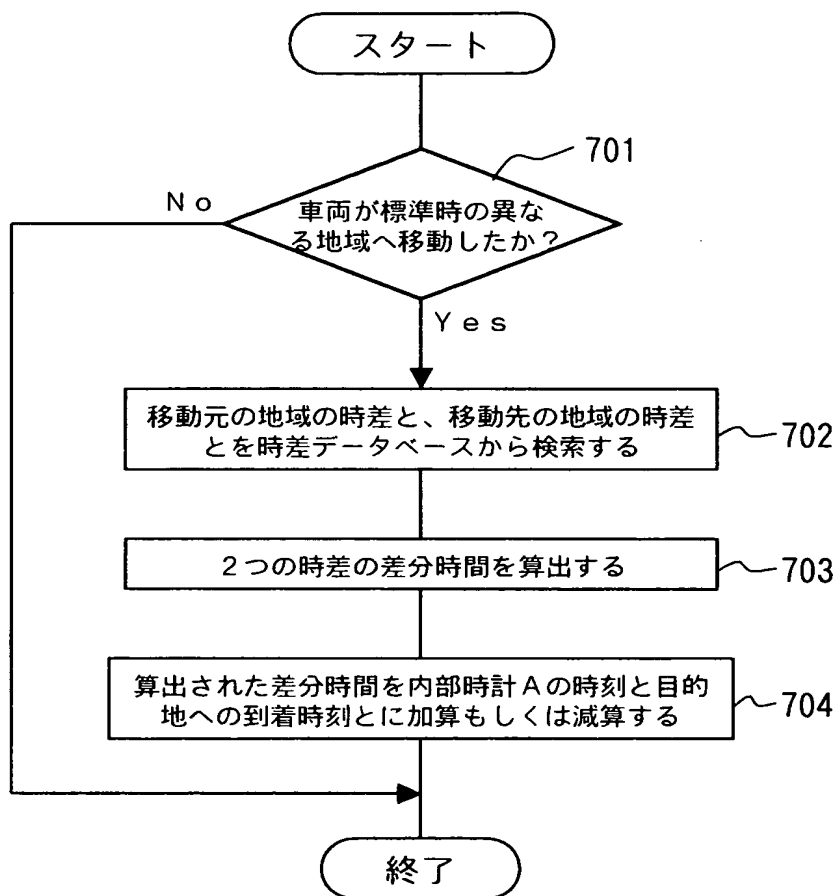 スタート
701
No
車両が標準時の異な
る地域へ移動したか？
Yes
移動元の地域の時差と、移動先の地域の時差
とを時差データベースから検索する
702
２つの時差の差分時間を算出する
703
算出された差分時間を内部時計Ａの時刻と目的
地への到着時刻とに加算もしくは減算する
704
終了